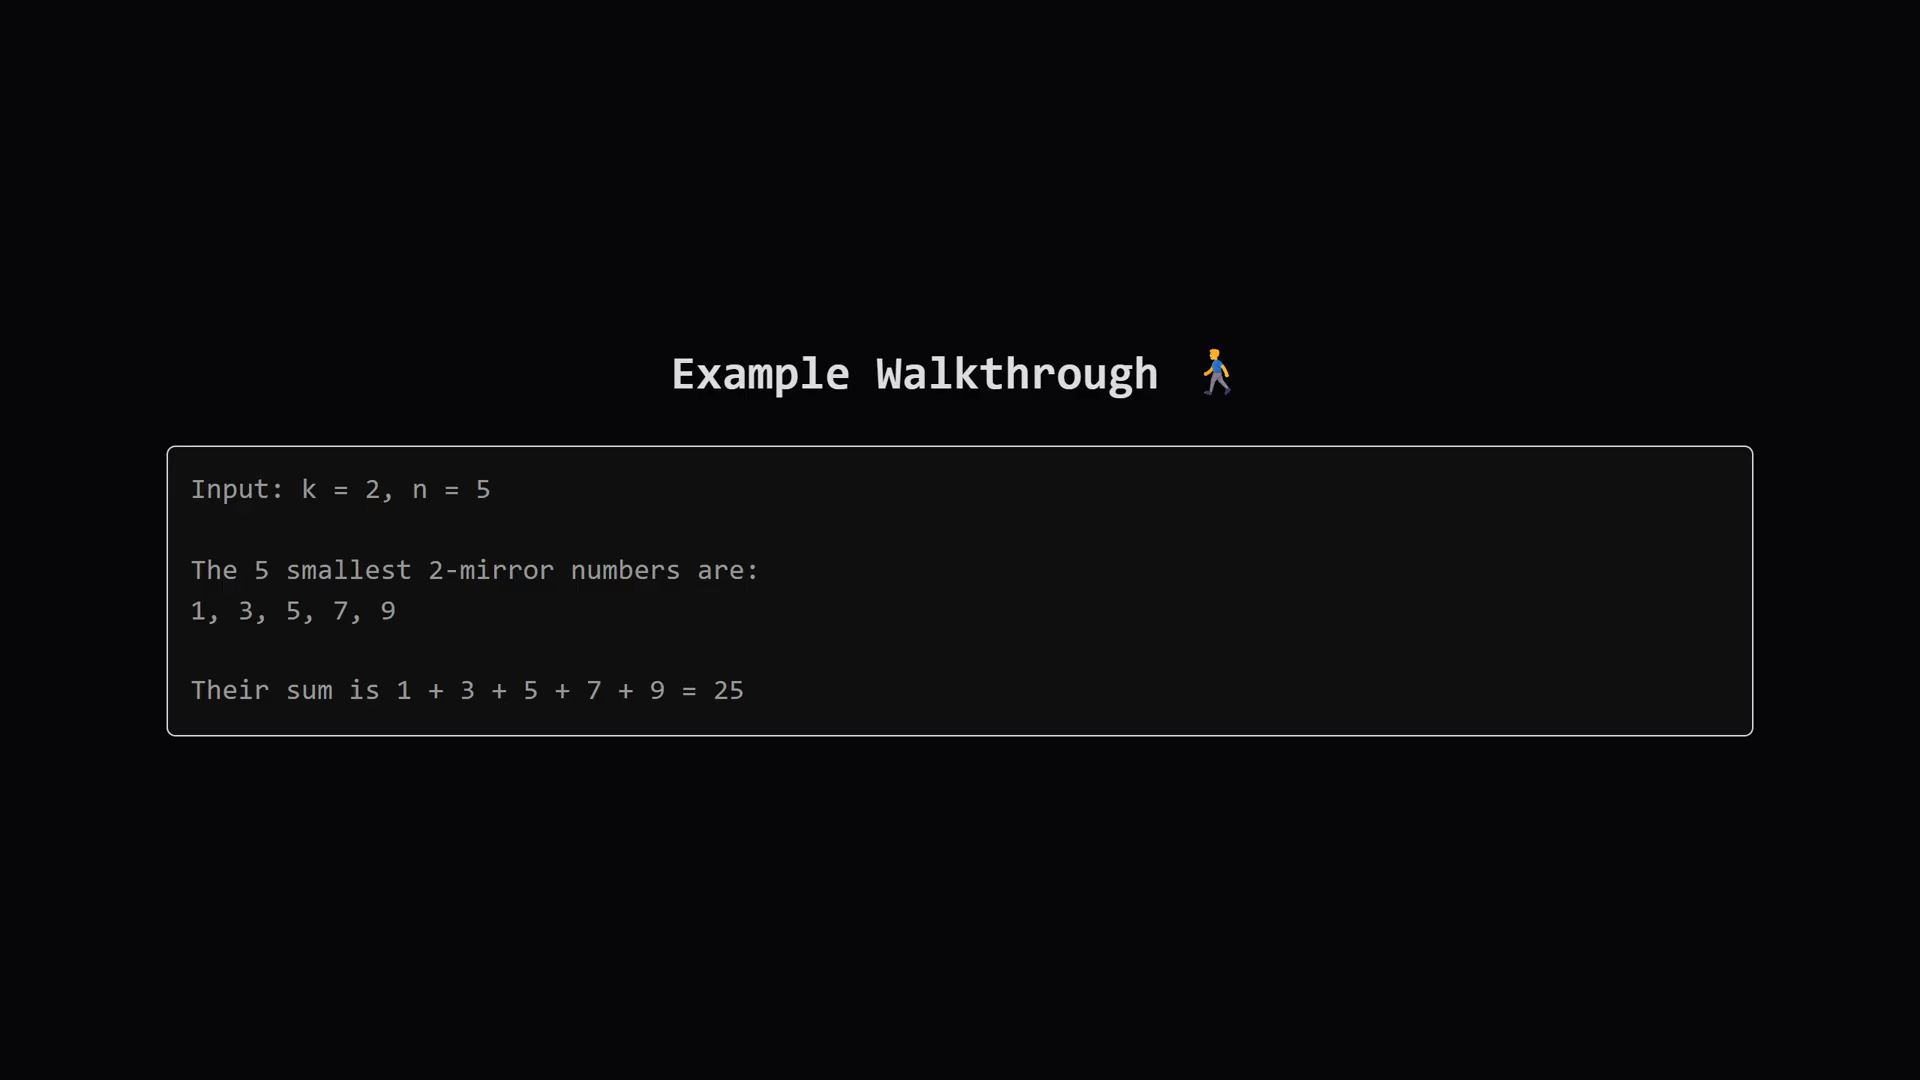 Example Walkthrough 🚶‍♂️
Input: k = 2, n = 5
The 5 smallest 2-mirror numbers are:
1, 3, 5, 7, 9
Their sum is 1 + 3 + 5 + 7 + 9 = 25